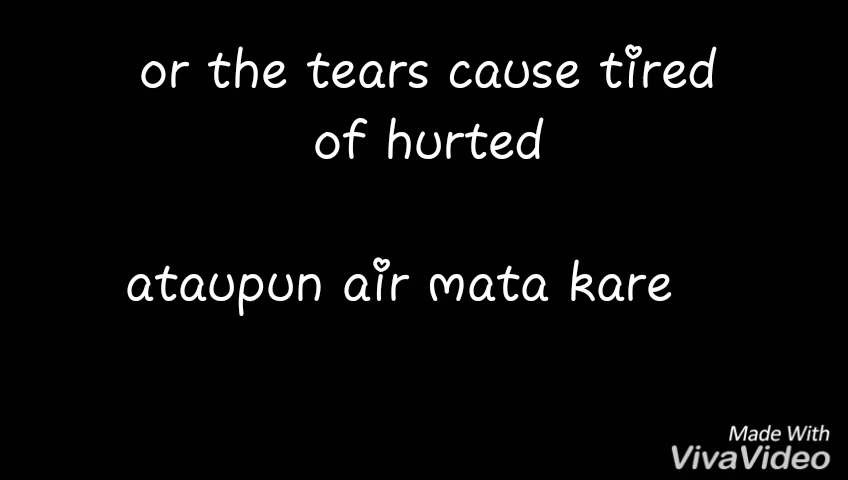 or the tears cause tired
of hurted
ataupun air mata kare
Made With
VivaVideo